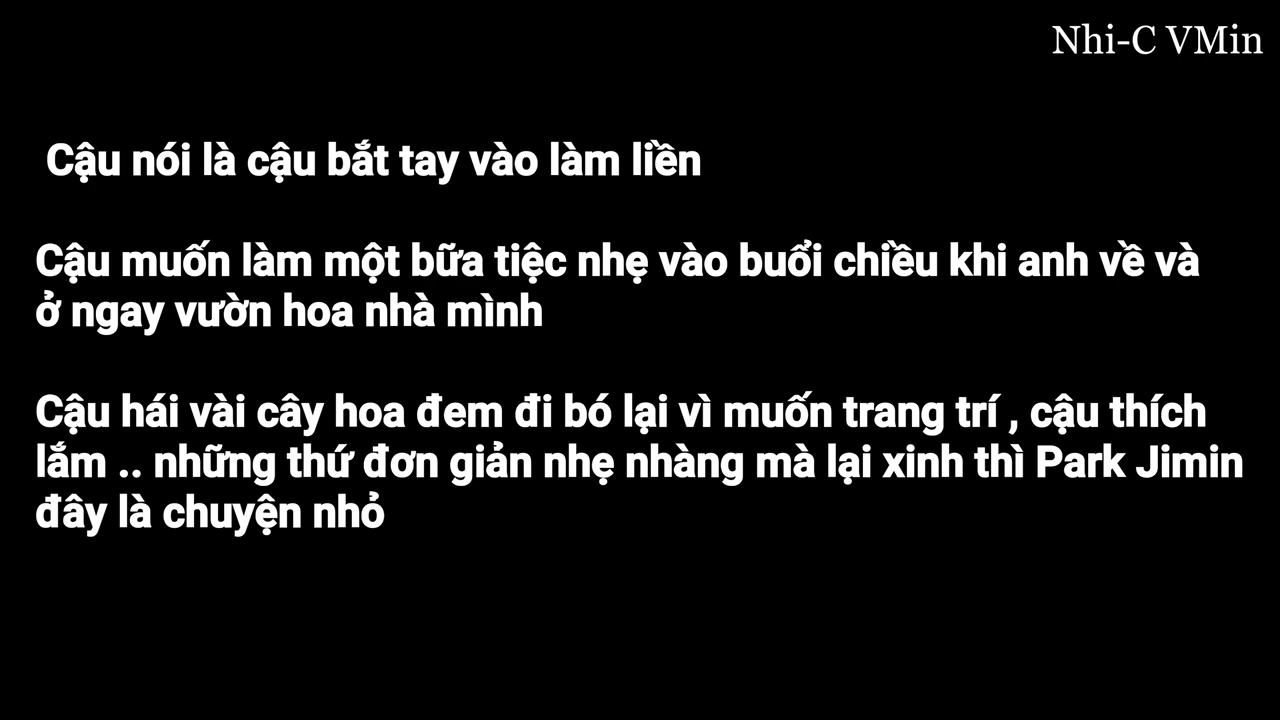 Nhi-C VMin
Cậu nói là cậu bắt tay vào làm liền
Cậu muốn làm một bữa tiệc nhẹ vào buổi chiều khi anh về và
ở ngay vườn hoa nhà mình
Cậu hái vài cây hoa đem đi bó lại vì muốn trang trí , cậu thích
lắm .. những thứ đơn giản nhẹ nhàng mà lại xinh thì Park Jimin
đây là chuyện nhỏ